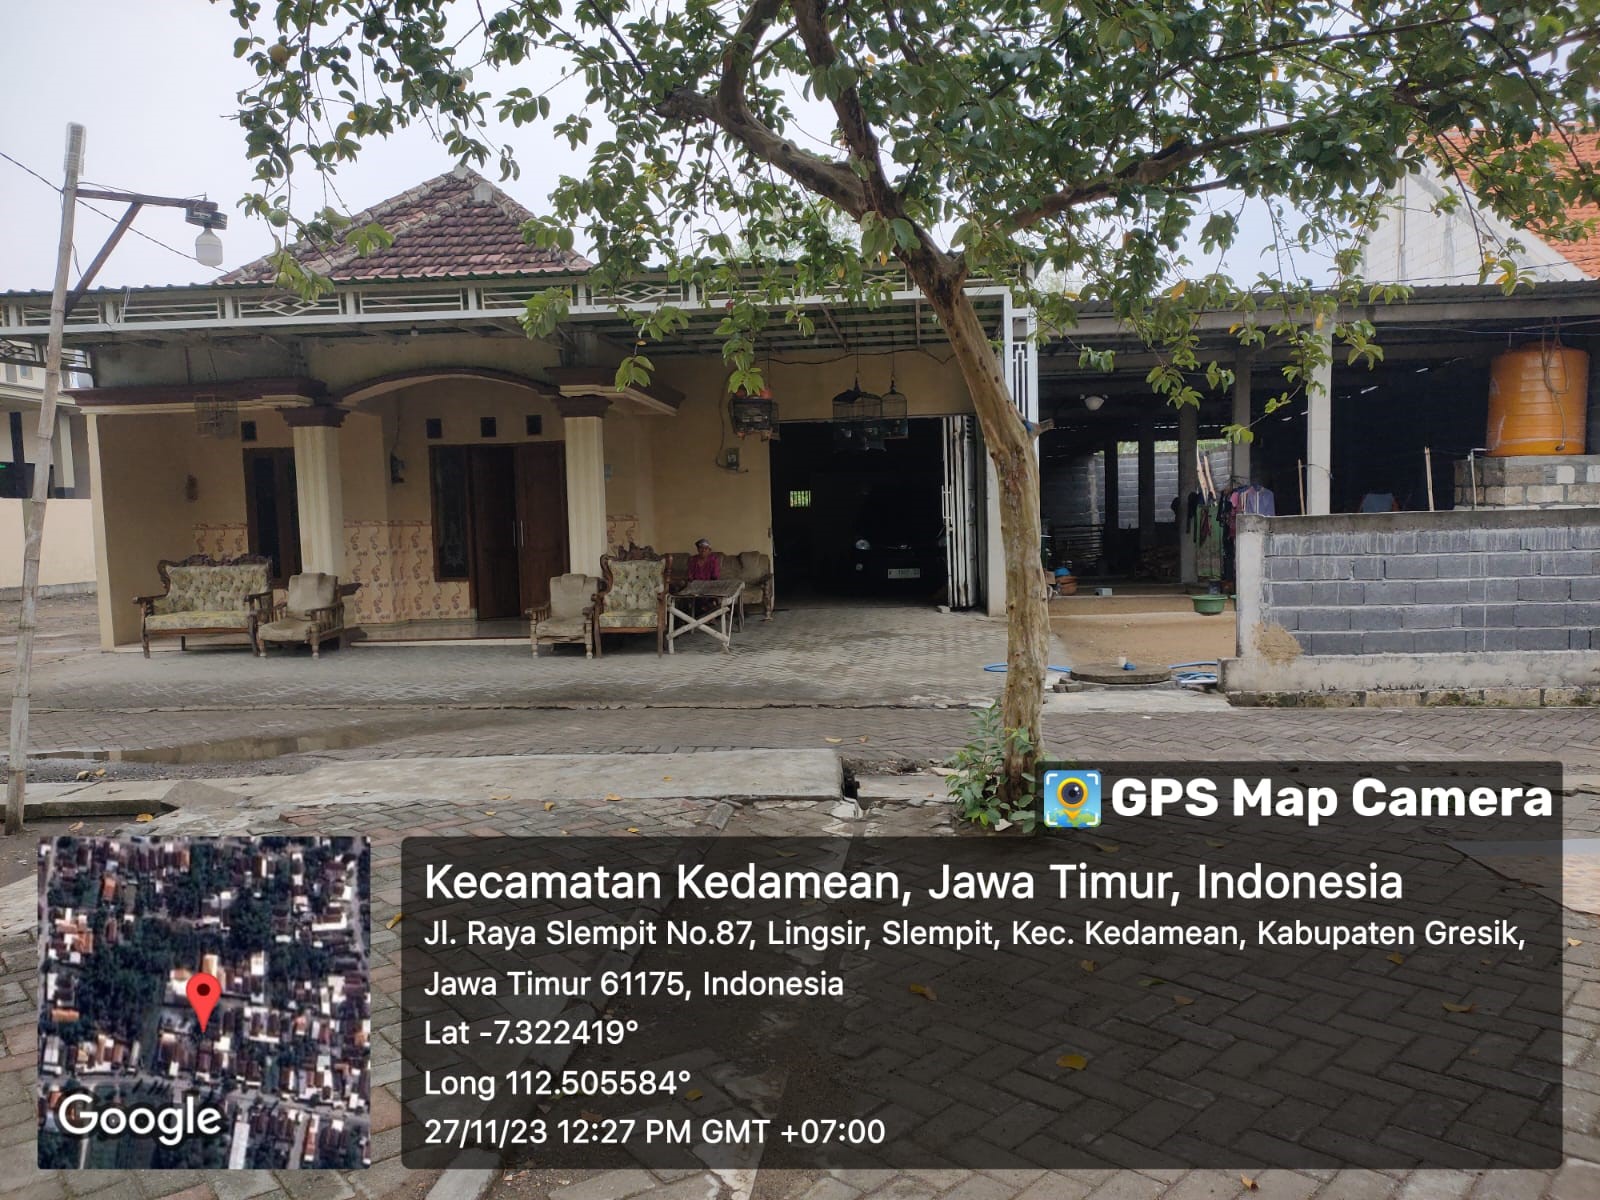 GPS Map Camera
Kecamatan Kedamean, Jawa Timur, Indonesia
Jl. Raya Slempit No.87, Lingsir, Slempit, Kec. Kedamean, Kabupaten Gresik,
Jawa Timur 61175, Indonesia
Lat -7.322419°
Long 112.505584°
27/11/23 12:27 PM GMT +07:00
Google